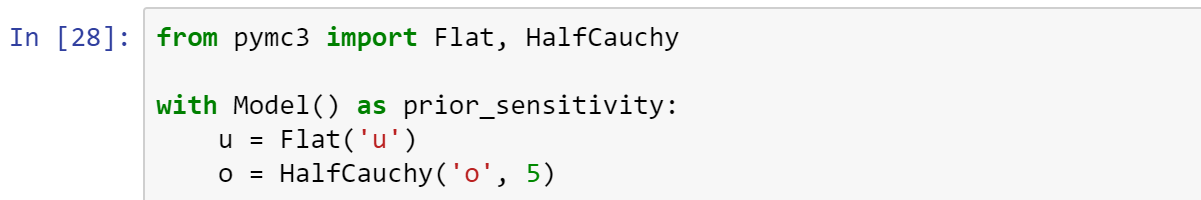 In [28]: from pymc3 import Flat, HalfCauchy
with Model() as prior_sensitivity:
u = Flat('u')
o = HalfCauchy('o', 5)